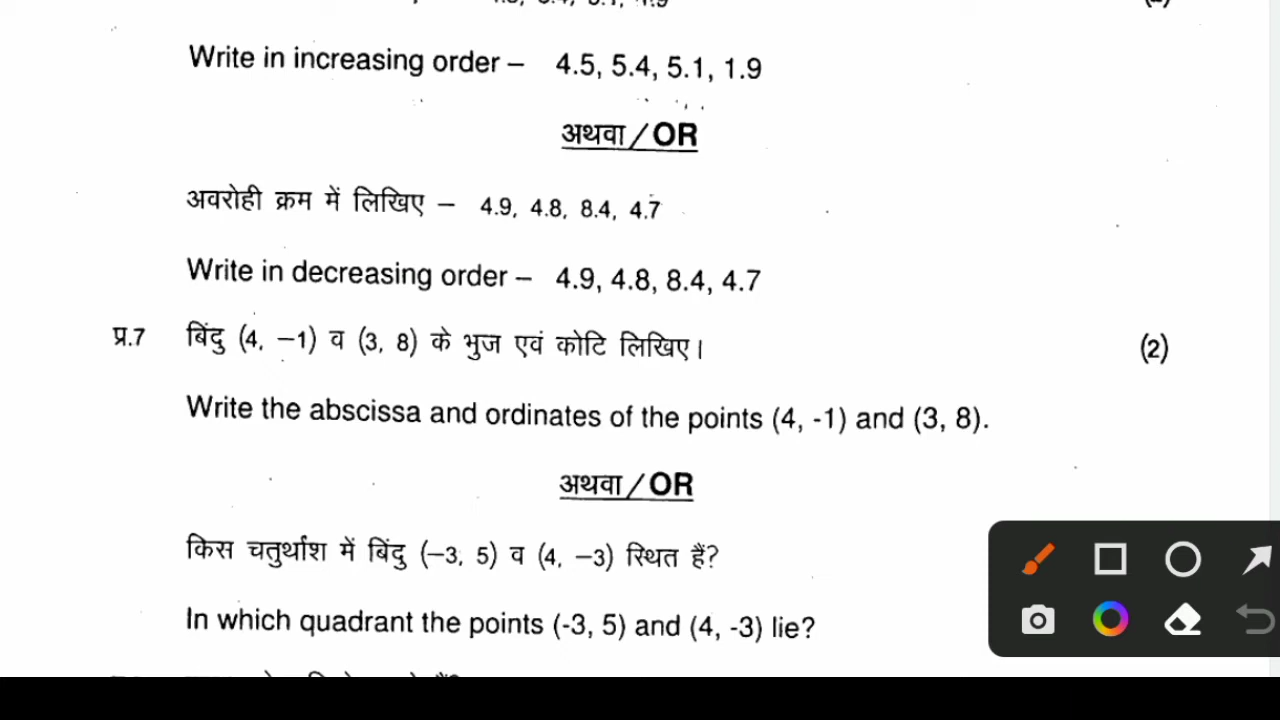 Write in increasing order – 4.5, 5.4, 5.1, 1.9
अथवा / OR
अवरोही क्रम में लिखिए – 4.9, 4.8, 8.4, 4.7
Write in decreasing order – 4.9, 4.8, 8.4, 4.7
प्र.7 बिंदु (4, –1) व (3, 8) के भुज एवं कोटि लिखिए। (2)
Write the abscissa and ordinates of the points (4, -1) and (3, 8).
अथवा / OR
किस चतुर्थांश में बिंदु (–3, 5) व (4, –3) स्थित हैं?
In which quadrant the points (-3, 5) and (4, -3) lie?